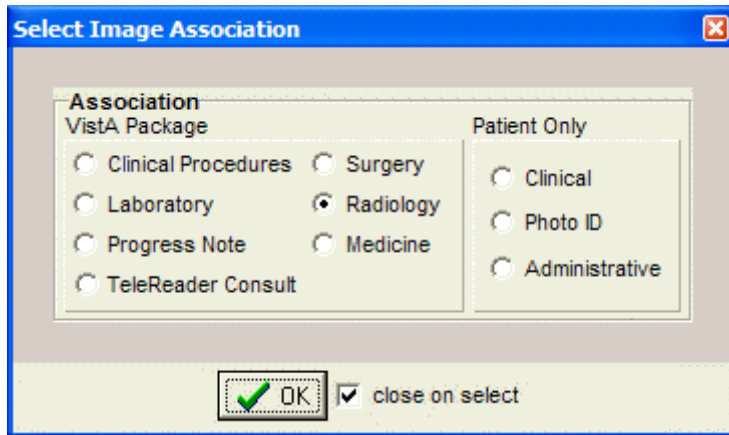 Select Image Association
Association
VistA Package
Patient Only
Clinical Procedures
Surgery
Laboratory
Radiology
Progress Note
Medicine
TeleReader Consult
Clinical
Photo ID
Administrative
OK
close on select